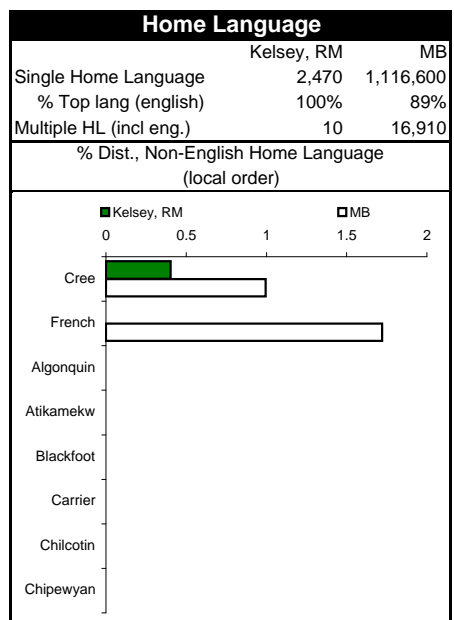 Home Language
Kelsey, RM MB
Single Home Language 2,470 1,116,600
% Top lang (english) 100% 89%
Multiple HL (incl eng.) 10 16,910
% Dist., Non-English Home Language
(local order)
Kelsey, RM MB
0 0.5 1 1.5 2
Cree
French
Algonquin
Atikamekw
Blackfoot
Carrier
Chilcotin
Chipewyan